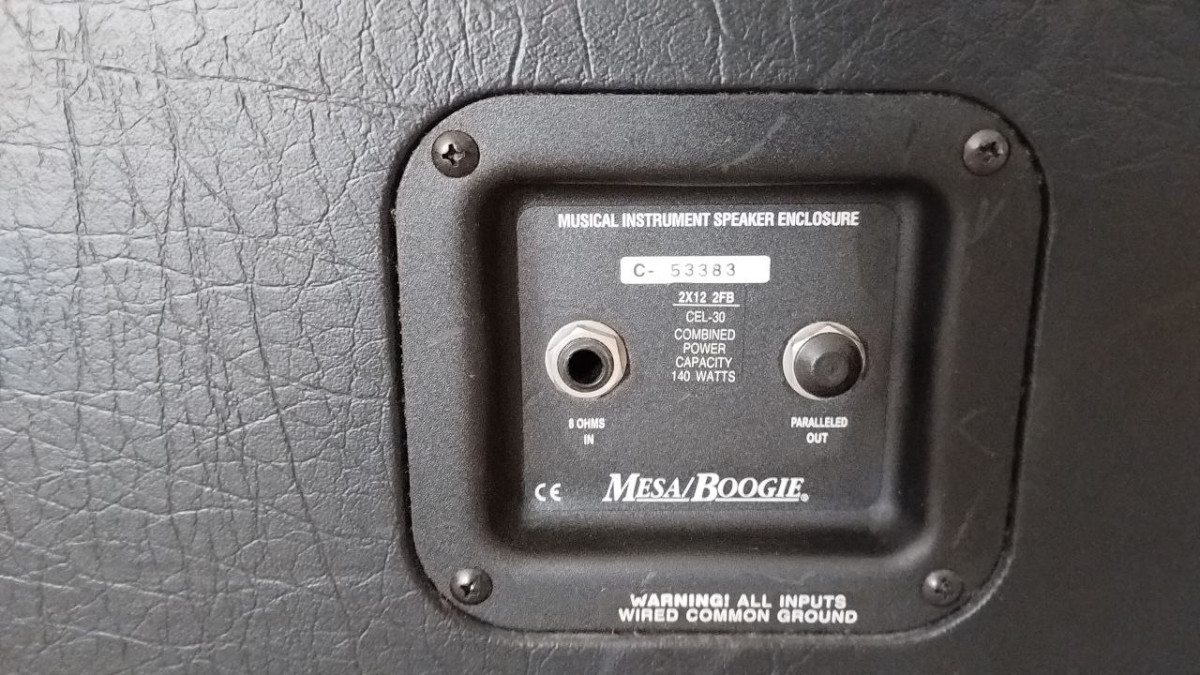 MUSICAL INSTRUMENT SPEAKER ENCLOSURE
C- 53383
2X12 2FB
CEL-30
COMBINED
POWER
CAPACITY
140 WATTS
8 OHMS
IN
PARALLELED
OUT
CE MESA/BOOGIE®
WARNING! ALL INPUTS
WIRED COMMON GROUND